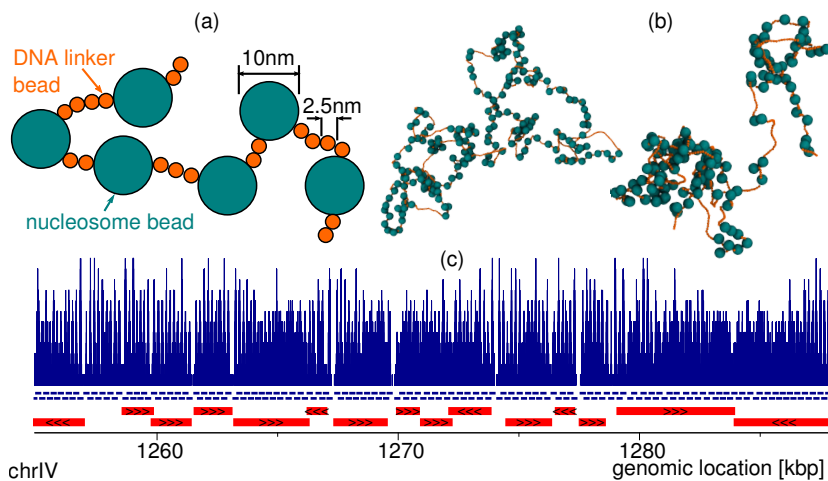 (a)
(b)
DNA linker
bead
10nm
2.5nm
nucleosome bead
(c)
<<< >>> >>> >>> >>> << >>> >>> >>> >>> >>> << >>> >>> <<<
1260
1270
1280
chrIV
genomic location [kbp]